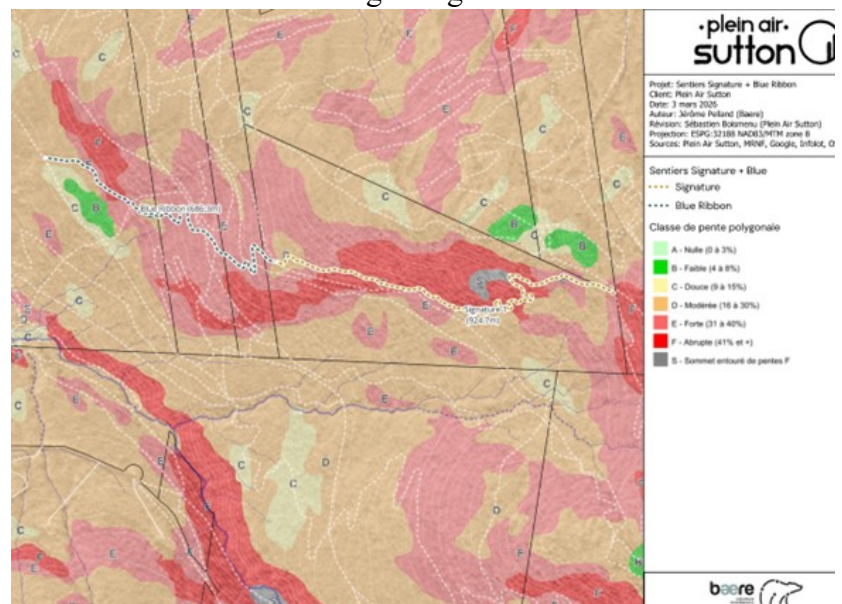 ·plein air·
sutton
Projet: Sentiers Signature + Blue Ribbon
Client: Plein Air Sutton
Date: 3 mars 2026
Auteur: Jérôme Pelland (Baere)
Révision: Sébastien Boismenu (Plein Air Sutton)
Projection: ESPG:32188 NAD83/MTM zone 8
Sources: Plein Air Sutton, MRNF, Google, Infolot,
Sentiers Signature + Blue
Signature
Blue Ribbon
Classe de pente polygonale
A - Nulle (0 à 3%)
B - Faible (4 à 8%)
C - Douce (9 à 15%)
D - Modérée (16 à 30%)
E - Forte (31 à 40%)
F - Abrupte (41% et +)
S - Sommet entouré de pentes F
Blue Ribbon (686.3m)
Signature
(924.7m)
C
E
F
C
B
E
B
C
B
E
C
D
C
E
D
F
baere